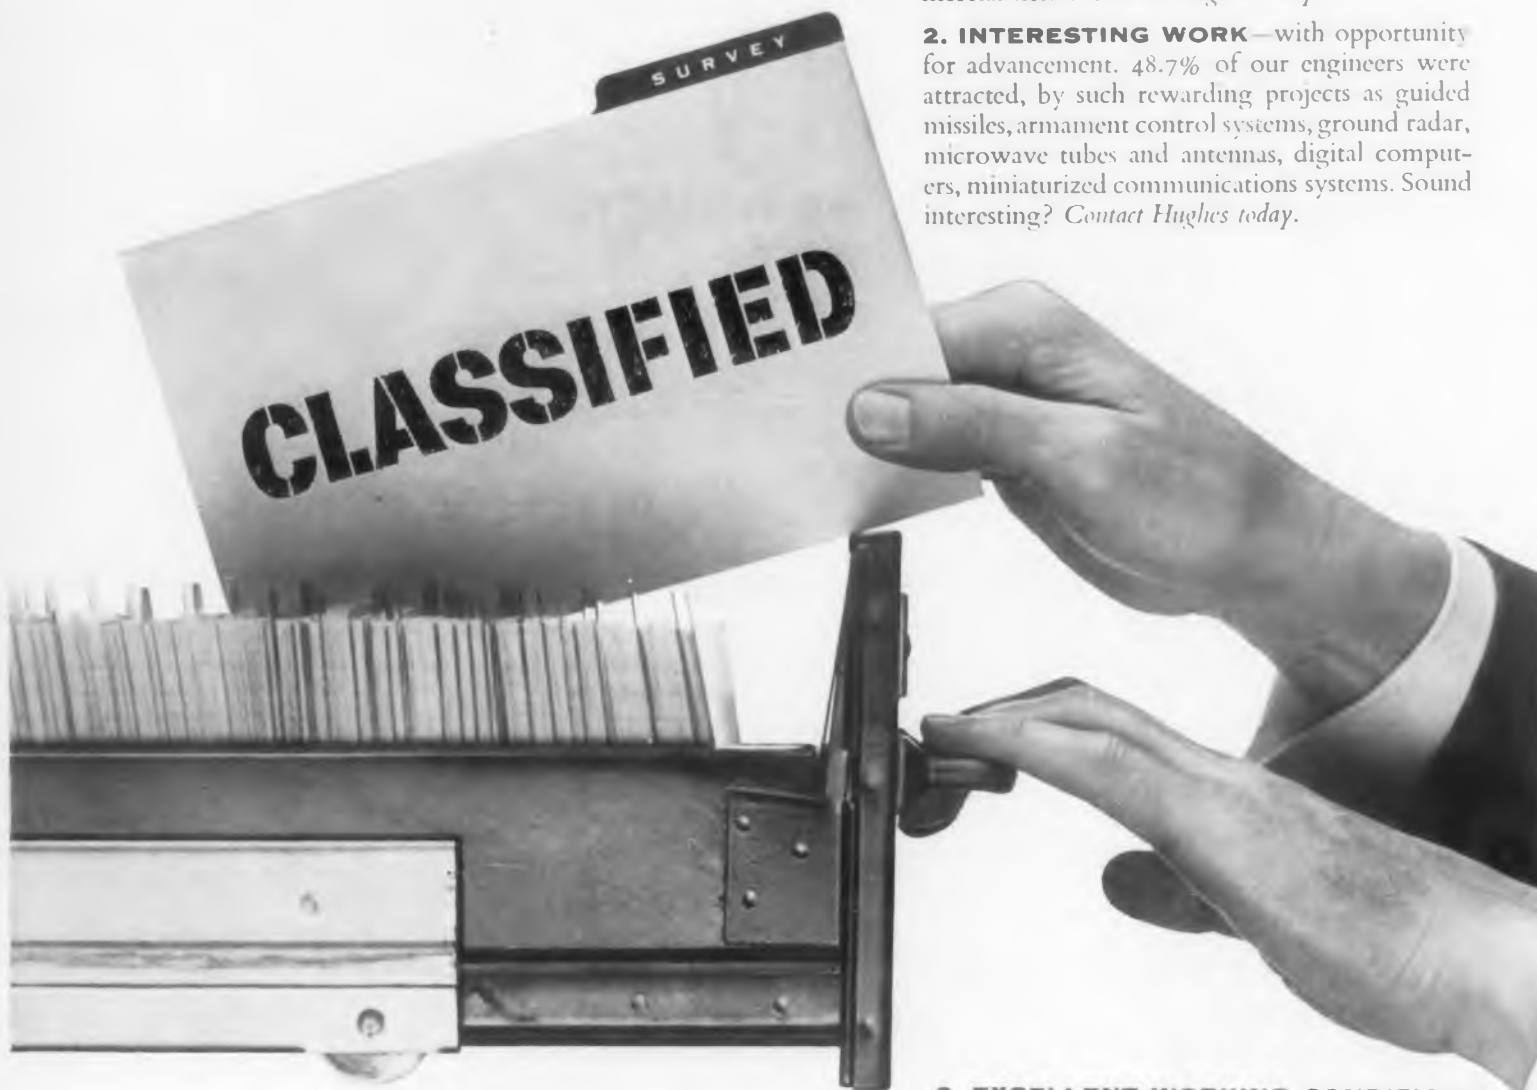 SURVEY
CLASSIFIED
2. INTERESTING WORK—with opportunity
for advancement. 48.7% of our engineers were
attracted, by such rewarding projects as guided
missiles, armament control systems, ground radar,
microwave tubes and antennas, digital comput-
ers, miniaturized communications systems. Sound
interesting? Contact Hughes today.